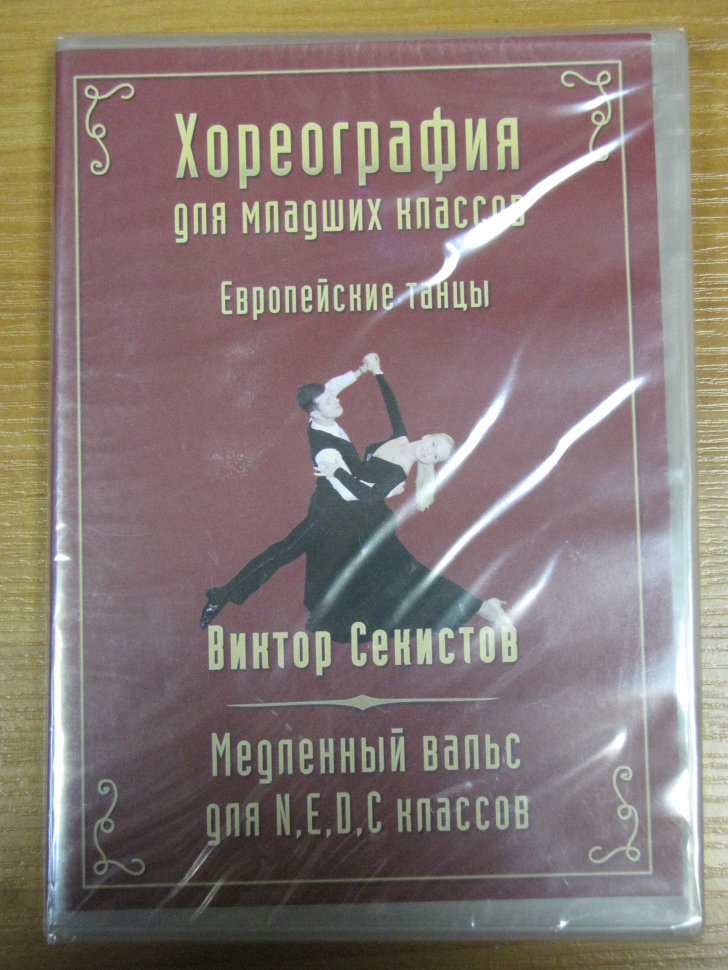 Хореография
для младших классов
Европейские танцы
Виктор Секистов
Медленный вальс
для N,E,D,C классов